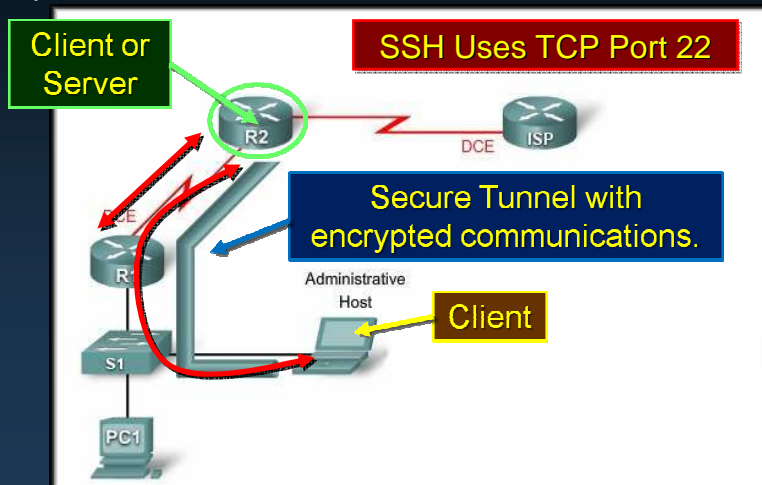 Client or
Server
SSH Uses TCP Port 22
R2
DCE
ISP
Secure Tunnel with
encrypted communications.
DCE
R1
Administrative
Host
Client
S1
PC1